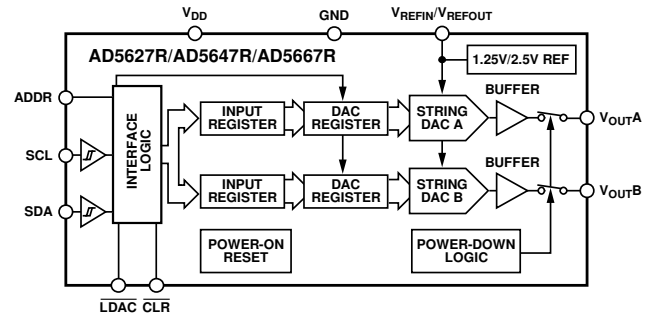 VDD
GND
VREFIN/VREFOUT
AD5627R/AD5647R/AD5667R
1.25V/2.5V REF
ADDR
SCL
SDA
INTERFACE
LOGIC
INPUT
REGISTER
DAC
REGISTER
STRING
DAC A
BUFFER
VOUTA
INPUT
REGISTER
DAC
REGISTER
STRING
DAC B
BUFFER
VOUTB
POWER-ON
RESET
POWER-DOWN
LOGIC
LDAC
CLR